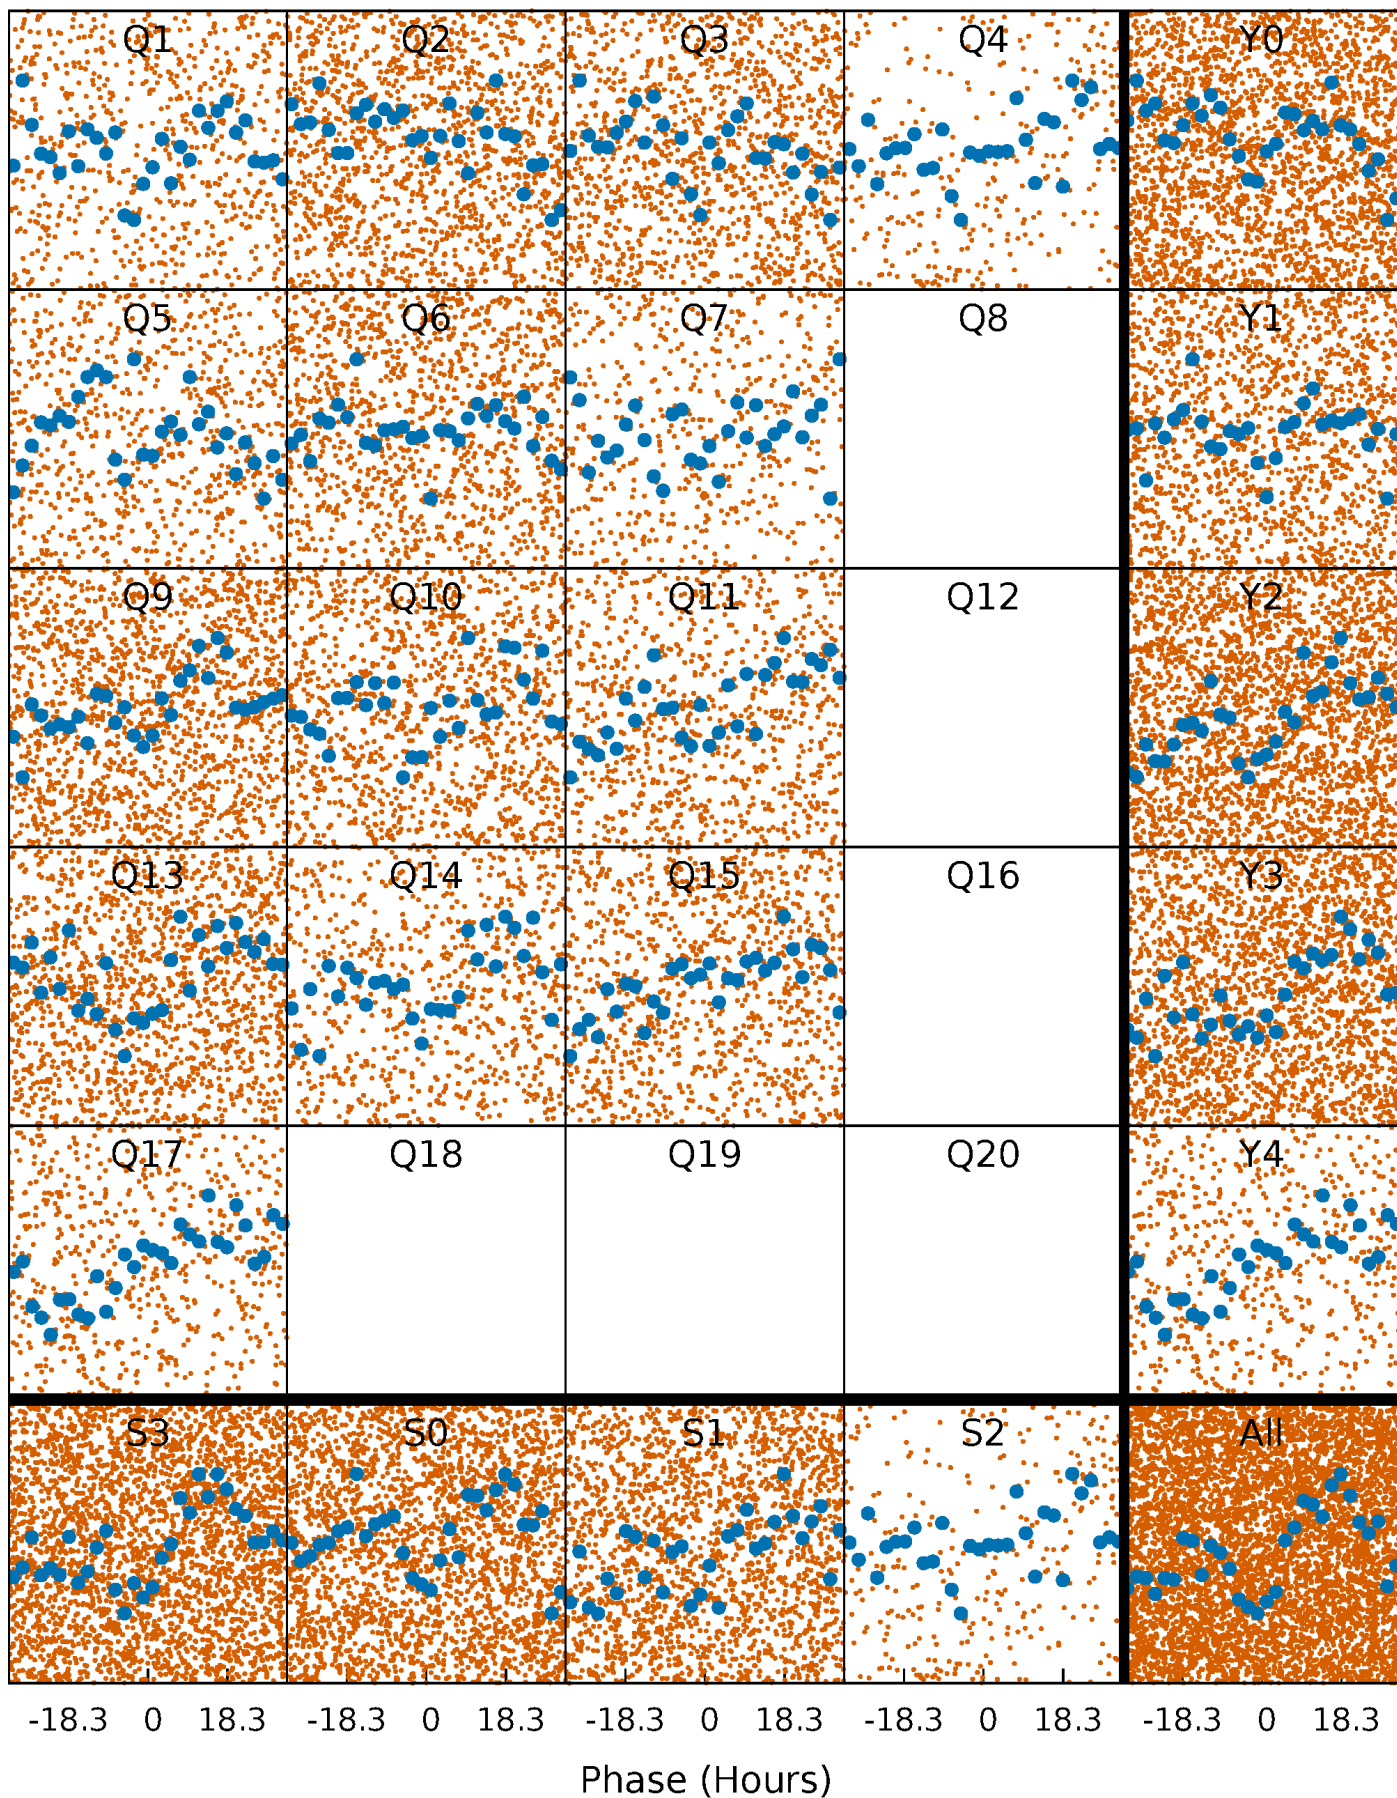 Q1 Q2 Q3 Q4 Y0
Q5 Q6 Q7 Q8 Y1
Q9 Q10 Q11 Q12 Y2
Q13 Q14 Q15 Q16 Y3
Q17 Q18 Q19 Q20 Y4
S3 S0 S1 S2 All
-18.3 0 18.3 -18.3 0 18.3 -18.3 0 18.3 -18.3 0 18.3 -18.3 0 18.3
Phase (Hours)